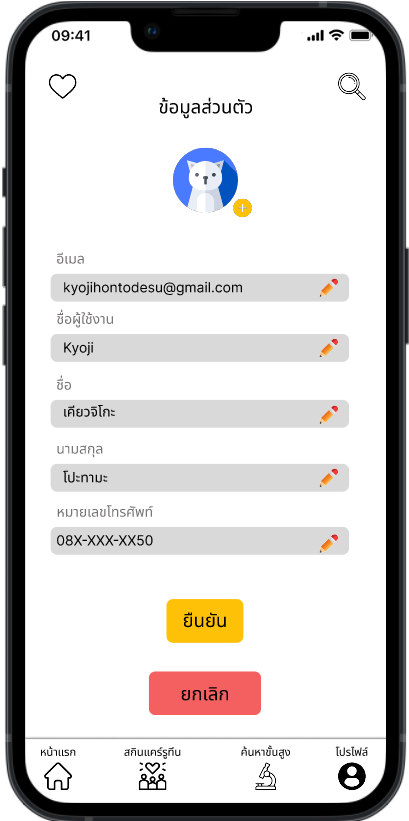 09:41
ข้อมูลส่วนตัว
อีเมล
kyojihontodesu@gmail.com
ชื่อผู้ใช้งาน
Kyoji
ชื่อ
เคียวจิโกะ
นามสกุล
โปะทามะ
หมายเลขโทรศัพท์
08X-XXX-XX50
ยืนยัน
ยกเลิก
หน้าแรก สกินแคร์รูทีน ค้นหาขั้นสูง โปรไฟล์